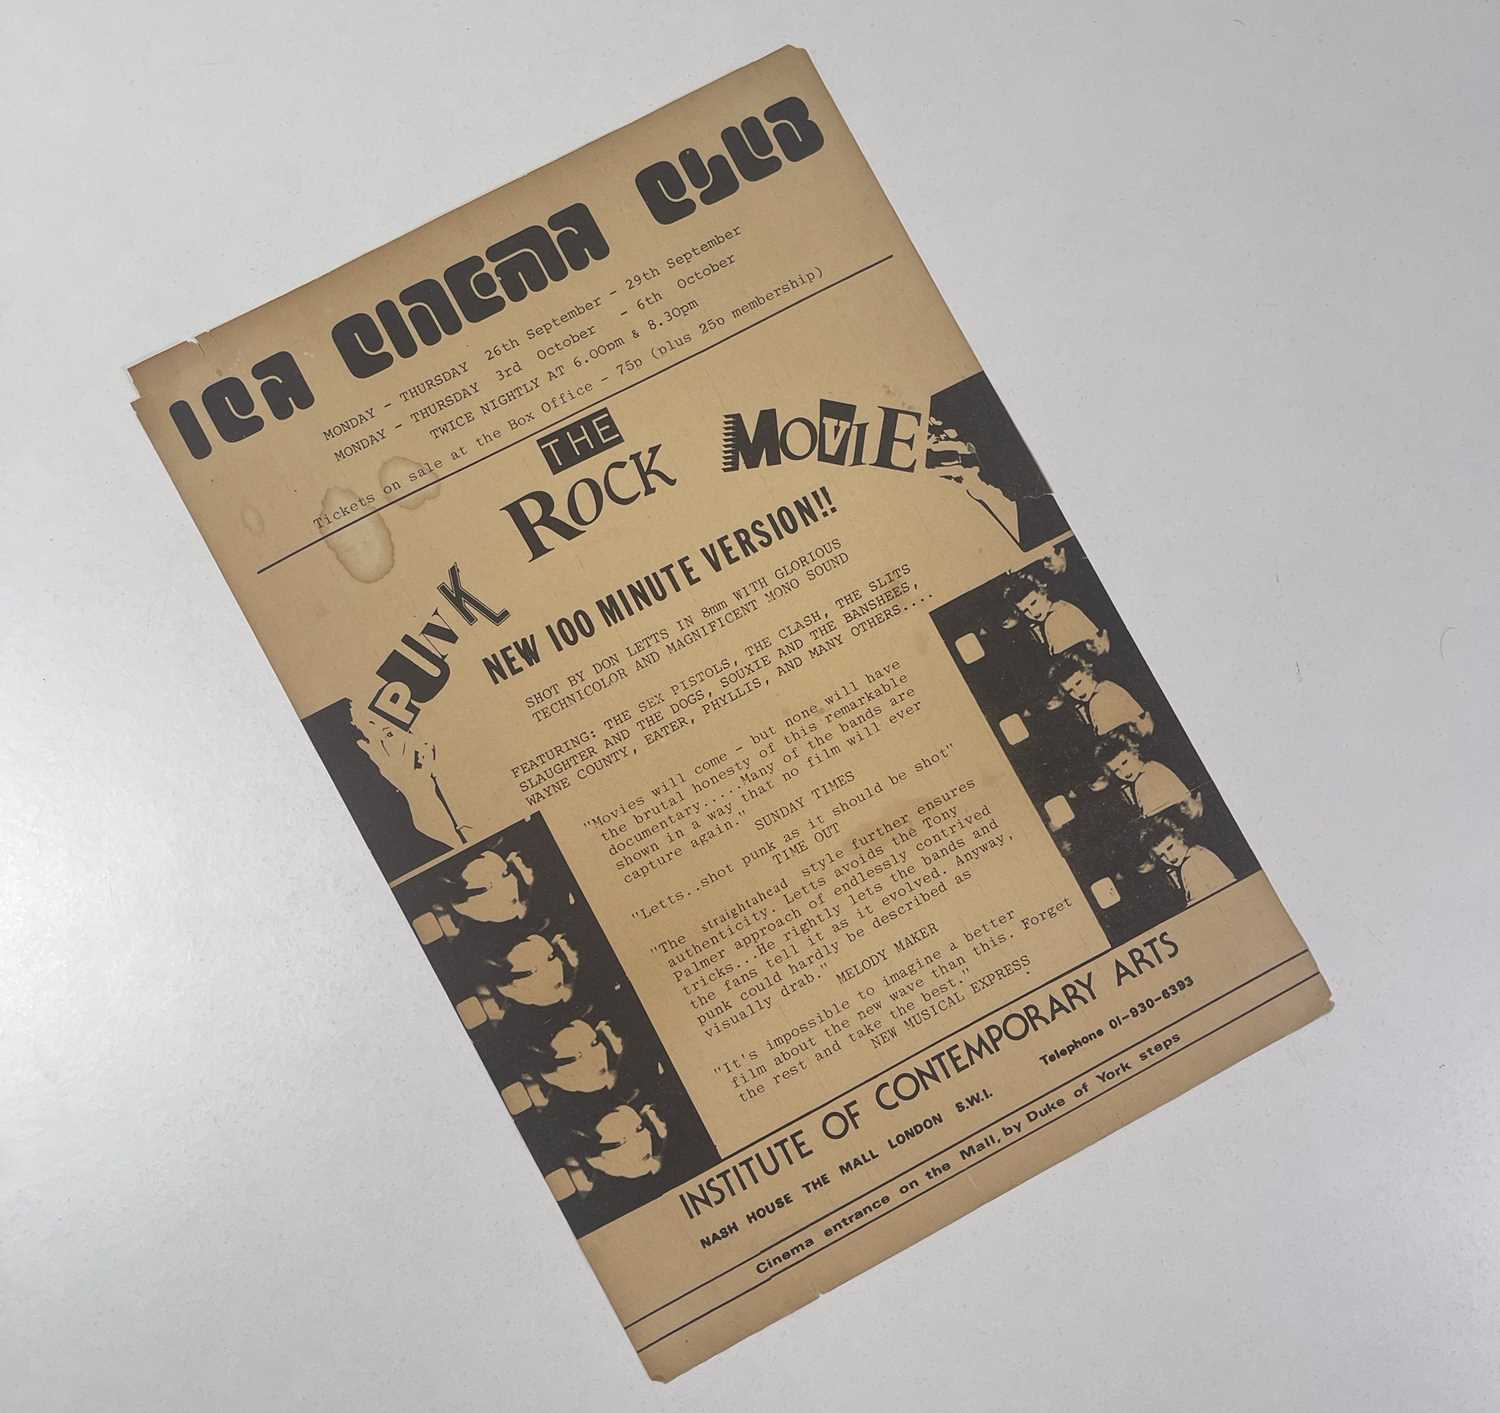 ICA CINEMA CLUB
MONDAY - THURSDAY 26th September - 29th September
MONDAY - THURSDAY 3rd October - 6th October
TWICE NIGHTLY AT 6.00pm & 8.30pm
Tickets on sale at the Box Office - 75p (plus 25p membership)
THE
PUNK ROCK MOVIE
NEW 100 MINUTE VERSION!!
SHOT BY DON LETTS IN 8mm WITH GLORIOUS
TECHNICOLOR AND MAGNIFICENT MONO SOUND
FEATURING: THE SEX PISTOLS, THE CLASH, THE SLITS
SLAUGHTER AND THE DOGS, SOUXIE AND THE BANSHEES,
WAYNE COUNTY, EATER, PHYLLIS, AND MANY OTHERS....
"Movies will come - but none will have
the brutal honesty of this remarkable
documentary.....Many of the bands are
shown in a way that no film will ever
capture again."
SUNDAY TIMES
"Letts..shot punk as it should be shot"
TIME OUT
"The straightahead style further ensures
authenticity. Letts avoids the Tony
Palmer approach of endlessly contrived
tricks...He rightly lets the bands and
the fans tell it as it evolved. Anyway,
punk could hardly be described as
visually drab."
MELODY MAKER
"It's impossible to imagine a better
film about the new wave than this. Forget
the rest and take the best."
NEW MUSICAL EXPRESS
INSTITUTE OF CONTEMPORARY ARTS
NASH HOUSE THE MALL LONDON S.W.I. Telephone 01-930-6393
Cinema entrance on the Mall, by Duke of York steps